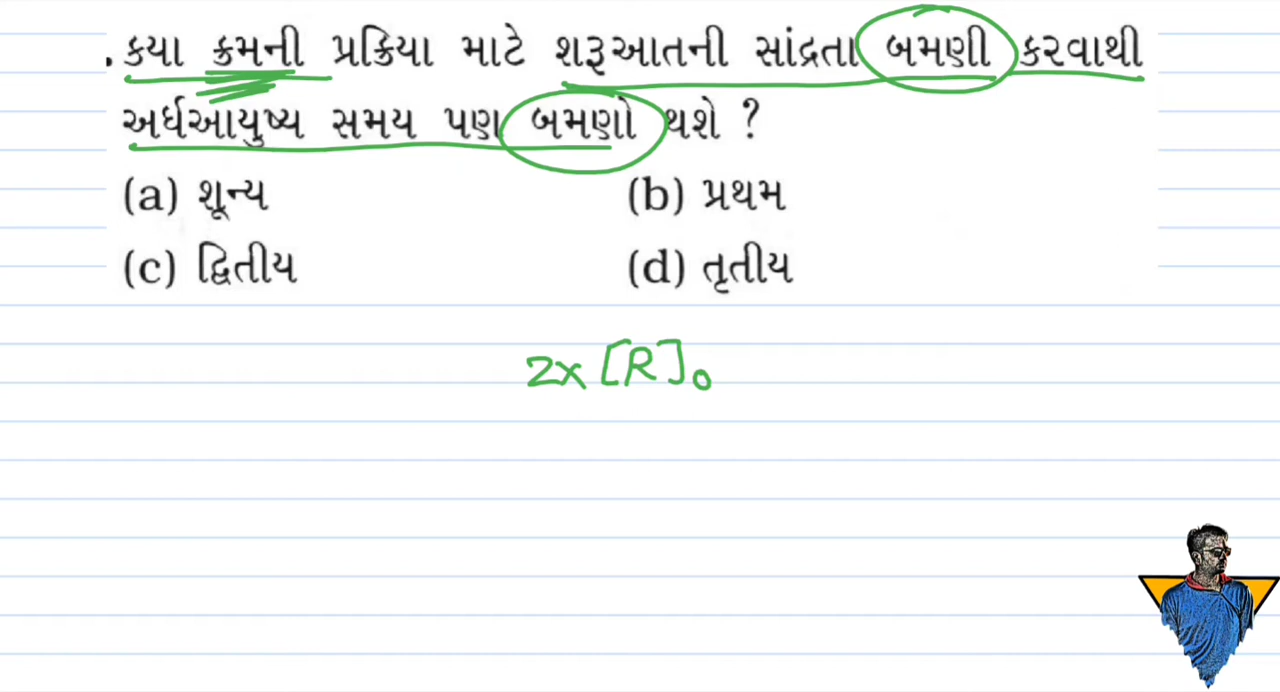 . કયા ક્રમની પ્રક્રિયા માટે શરૂઆતની સાંદ્રતા બમણી કરવાથી
અર્ધઆયુષ્ય સમય પણ બમણો થશે ?
(a) શૂન્ય (b) પ્રથમ
(c) દ્વિતીય (d) તૃતીય
2x [R]₀